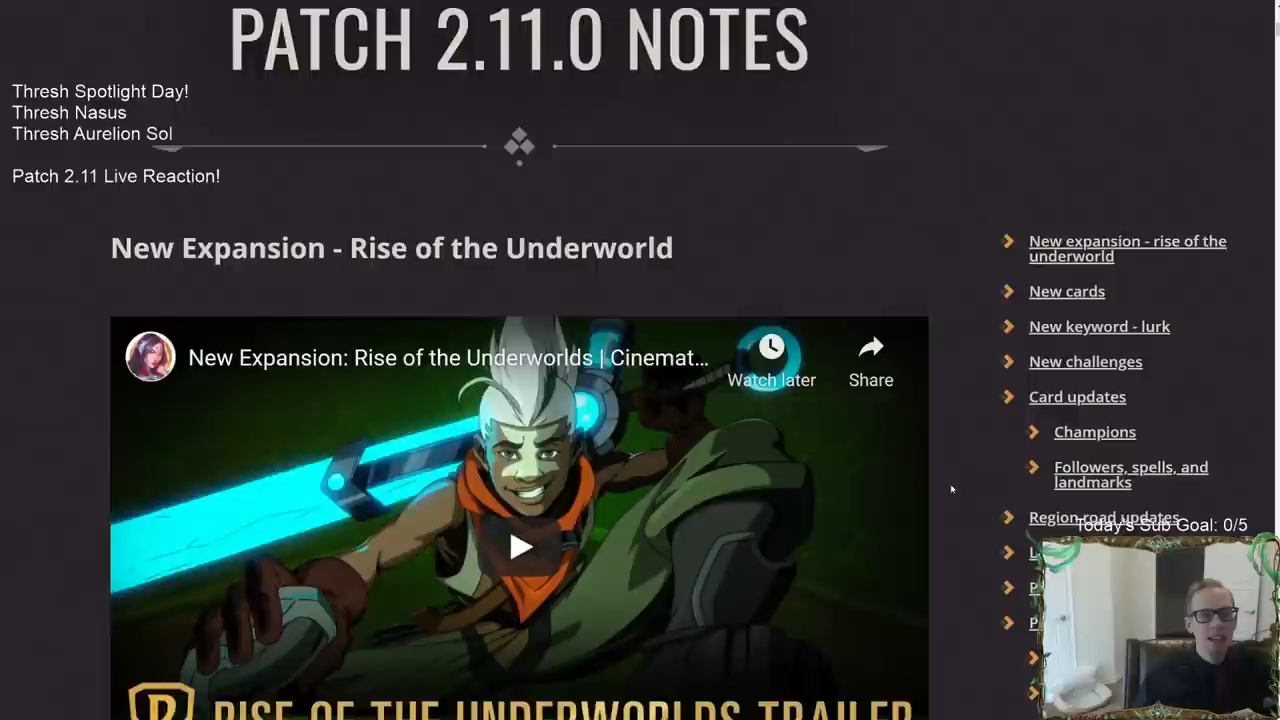 PATCH 2.11.0 NOTES
Thresh Spotlight Day!
Thresh Nasus
Thresh Aurelion Sol
Patch 2.11 Live Reaction!
New Expansion - Rise of the Underworld
New Expansion: Rise of the Underworlds | Cinemat...
Watch later
Share
RISE OF THE UNDERWORLDS TRAILER
New expansion - rise of the
underworld
New cards
New keyword - lurk
New challenges
Card updates
Champions
Followers, spells, and
landmarks
Region road updates
Today's Sub Goal: 0/5